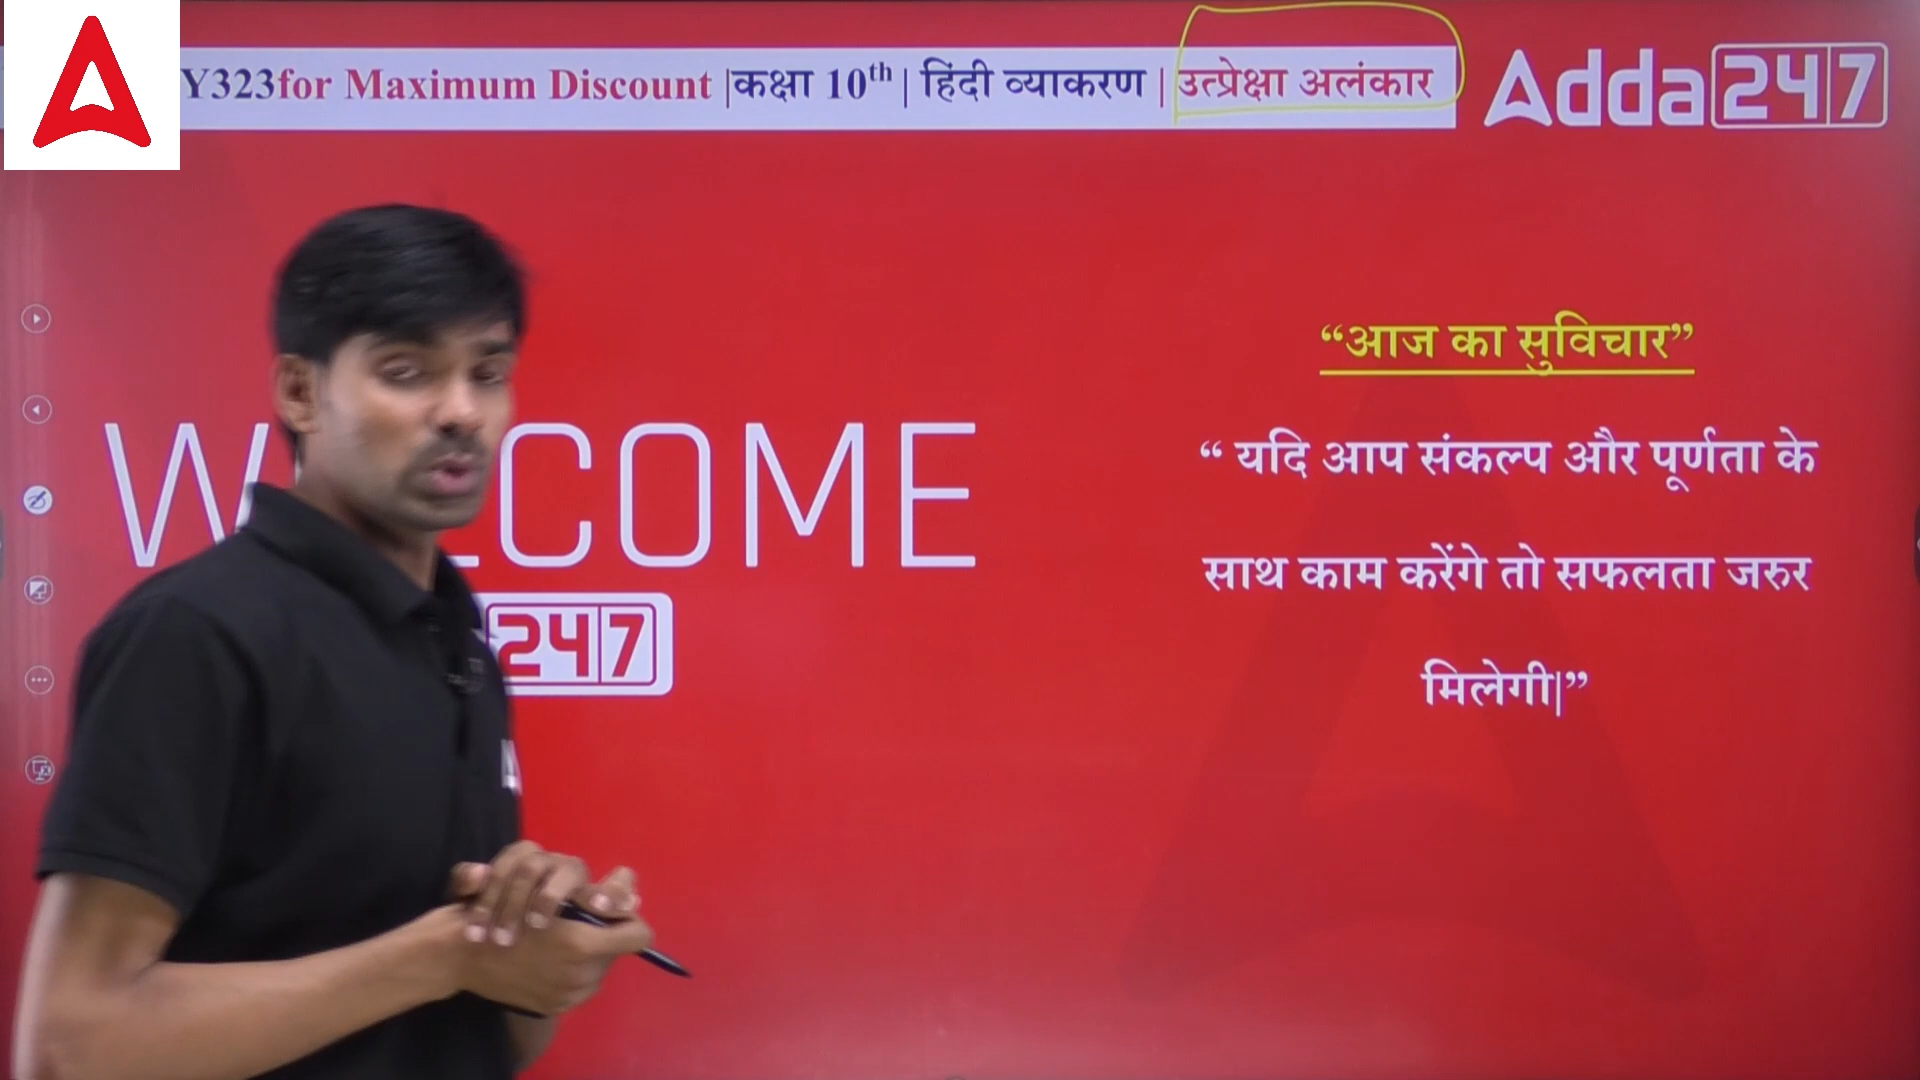 Y323for Maximum Discount |कक्षा 10th | हिंदी व्याकरण | उत्प्रेक्षा अलंकार
Adda247
“आज का सुविचार”
WELCOME
247
“ यदि आप संकल्प और पूर्णता के
साथ काम करेंगे तो सफलता जरुर
मिलेगी|”